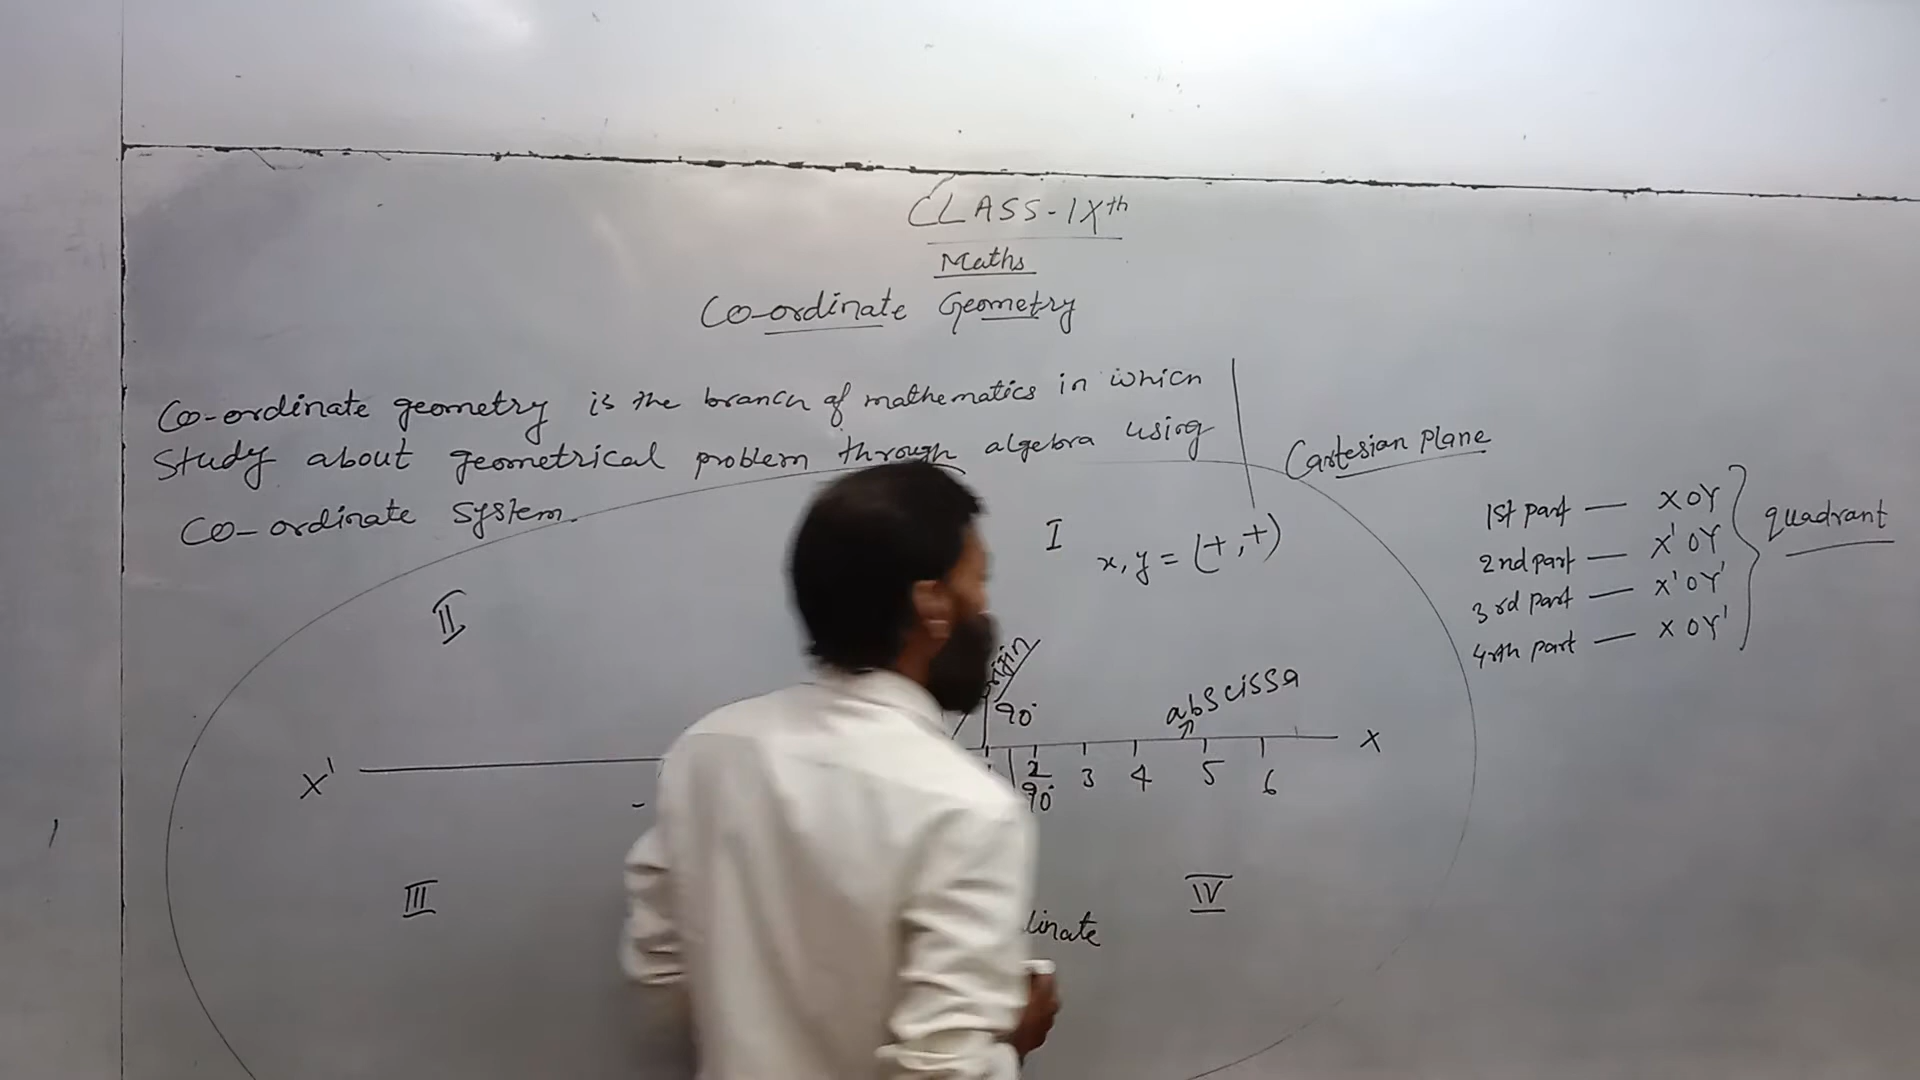 CLASS-IXth
Maths
Co-ordinate Geometry
Co-ordinate geometry is the branch of mathematics in which
study about geometrical problem through algebra using
Co-ordinate system.
Cartesian Plane
1st part — XOY
2nd part — X'OY
3rd part — X'OY'
4rth part — XOY'
quadrant
I
x, y = (+,+)
II
90°
abscissa
X'
X
2 3 4 5 6
90°
III
IV